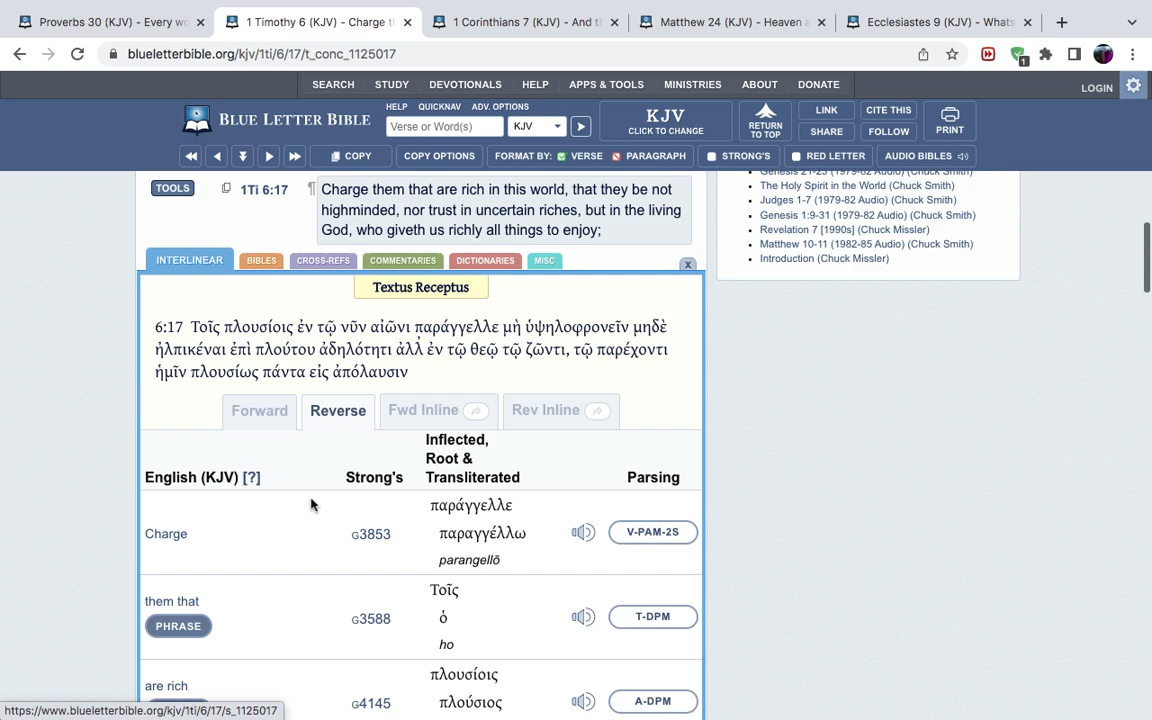 Proverbs 30 (KJV) - Every wo
1 Timothy 6 (KJV) - Charge th
1 Corinthians 7 (KJV) - And th
Matthew 24 (KJV) - Heaven a
Ecclesiastes 9 (KJV) - Whats
blueletterbible.org/kjv/1ti/6/17/t_conc_1125017
1
SEARCH STUDY DEVOTIONALS HELP APPS & TOOLS MINISTRIES ABOUT DONATE
LOGIN
BLUE LETTER BIBLE
HELP QUICKNAV ADV. OPTIONS
Verse or Word(s)
KJV
KJV
CLICK TO CHANGE
RETURN
TO TOP
LINK
CITE THIS
SHARE
FOLLOW
PRINT
COPY
COPY OPTIONS
FORMAT BY: VERSE PARAGRAPH
STRONG'S
RED LETTER
AUDIO BIBLES
TOOLS
1Ti 6:17
¶
Charge them that are rich in this world, that they be not
highminded, nor trust in uncertain riches, but in the living
God, who giveth us richly all things to enjoy;
Genesis 21-23 (1979-82 Audio) (Chuck Smith)
The Holy Spirit in the World (Chuck Smith)
Judges 1-7 (1979-82 Audio) (Chuck Smith)
Genesis 1:9-31 (1979-82 Audio) (Chuck Smith)
Revelation 7 [1990s] (Chuck Missler)
Matthew 10-11 (1982-85 Audio) (Chuck Smith)
Introduction (Chuck Missler)
INTERLINEAR BIBLES CROSS-REFS COMMENTARIES DICTIONARIES MISC
x
Textus Receptus
6:17 Τοῖς πλουσίοις ἐν τῷ νῦν αἰῶνι παράγγελλε μὴ ὑψηλοφρονεῖν μηδὲ
ἠλπικέναι ἐπὶ πλούτου ἀδηλότητι ἀλλ̓ ἐν τῷ θεῷ τῷ ζῶντι, τῷ παρέχοντι
ἡμῖν πλουσίως πάντα εἰς ἀπόλαυσιν
Forward Reverse Fwd Inline Rev Inline
English (KJV) [?]
Strong's
Inflected,
Root &
Transliterated
Parsing
Charge
G3853
παράγγελλε
παραγγέλλω
parangellō
V-PAM-2S
them that
PHRASE
G3588
Τοῖς
ὁ
ho
T-DPM
are rich
G4145
πλουσίοις
πλούσιος
A-DPM
https://www.blueletterbible.org/kjv/1ti/6/17/s_1125017